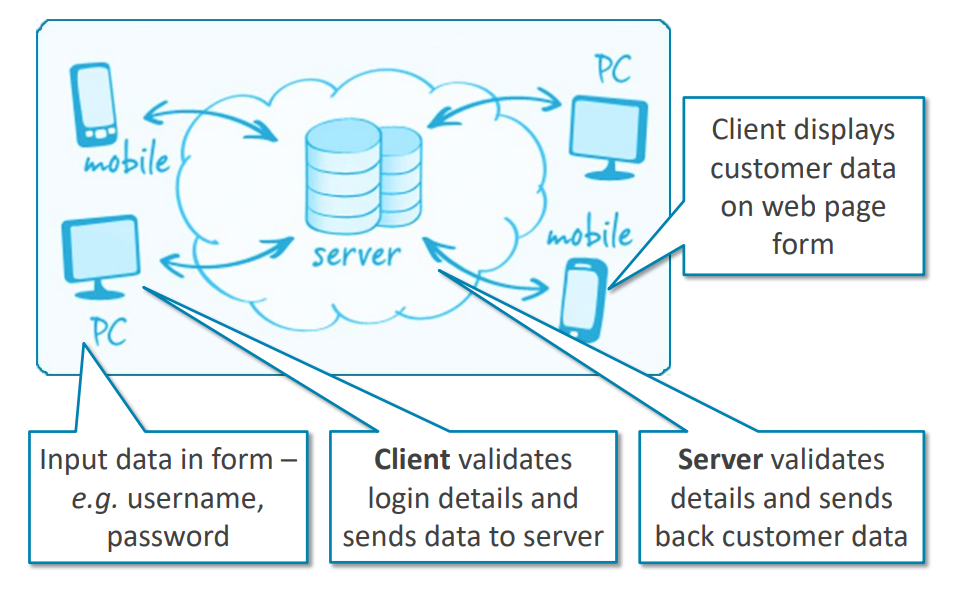 mobile
PC
server
mobile
PC
Client displays
customer data
on web page
form
Input data in form –
e.g. username,
password
Client validates
login details and
sends data to server
Server validates
details and sends
back customer data